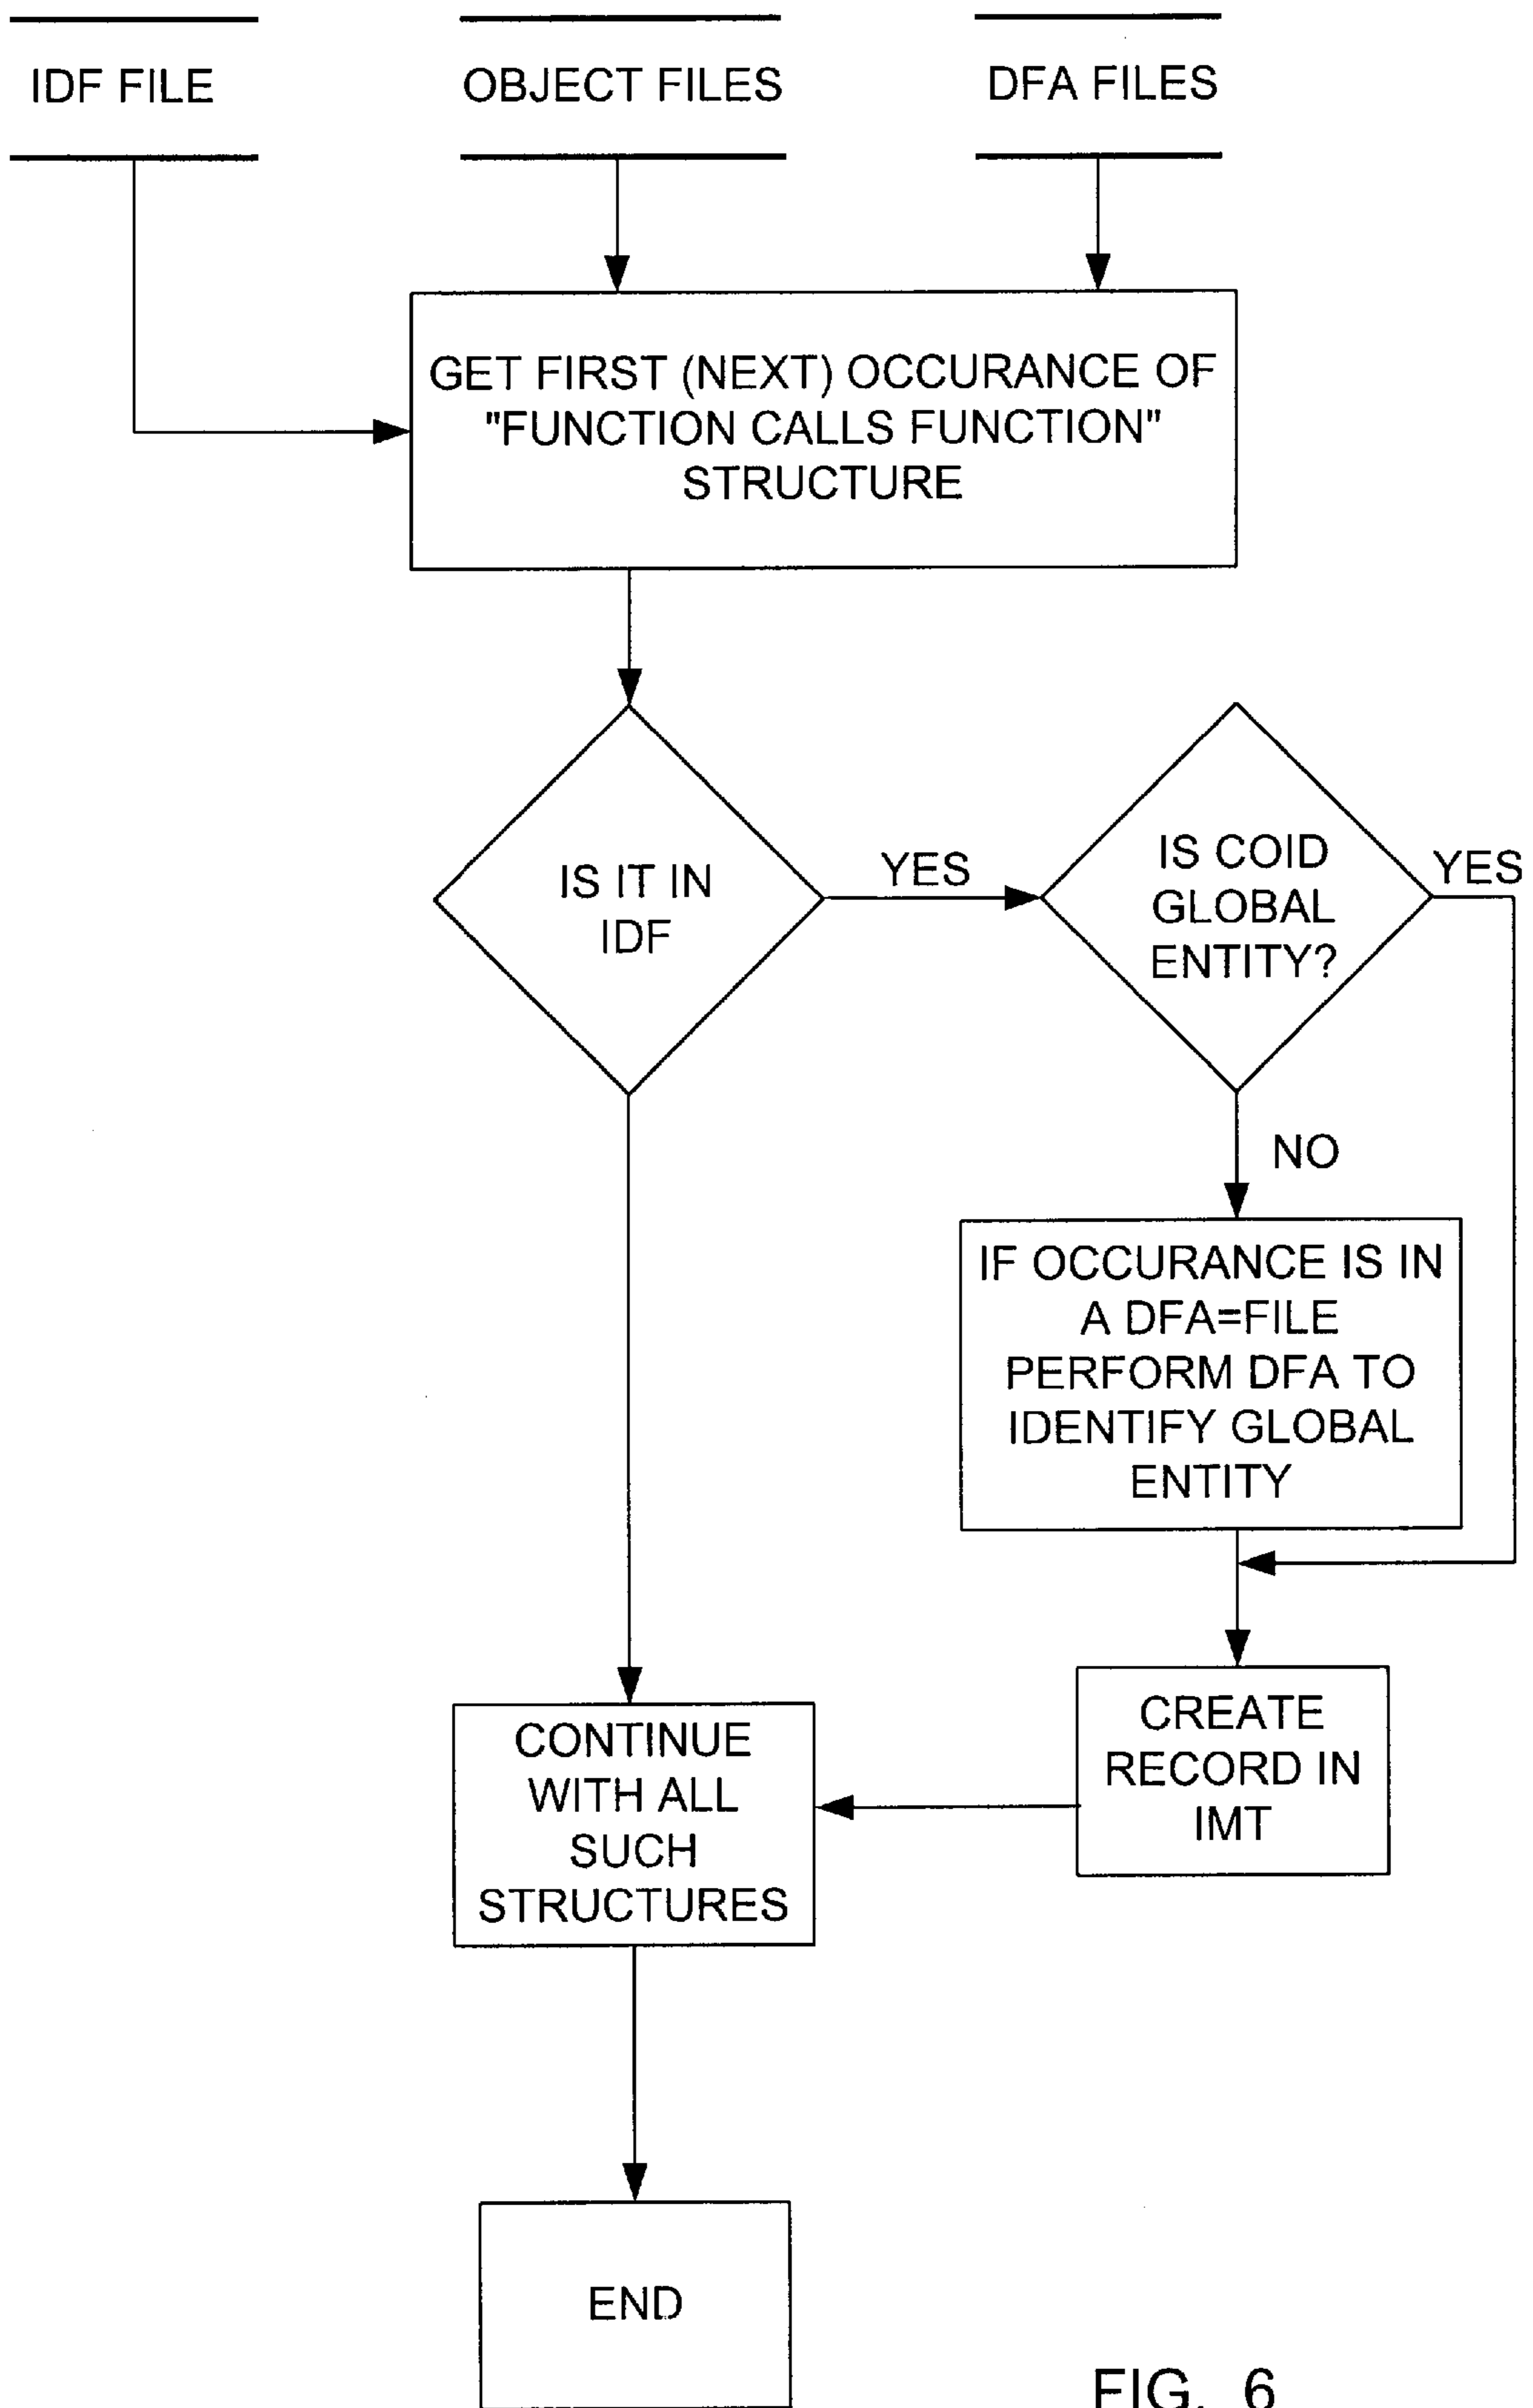 IDF FILE
OBJECT FILES
DFA FILES
GET FIRST (NEXT) OCCURANCE OF
"FUNCTION CALLS FUNCTION"
STRUCTURE
IS IT IN
IDF
YES
IS COID
GLOBAL
ENTITY?
YES
NO
IF OCCURANCE IS IN
A DFA=FILE
PERFORM DFA TO
IDENTIFY GLOBAL
ENTITY
CREATE
RECORD IN
IMT
CONTINUE
WITH ALL
SUCH
STRUCTURES
END
FIG. 6